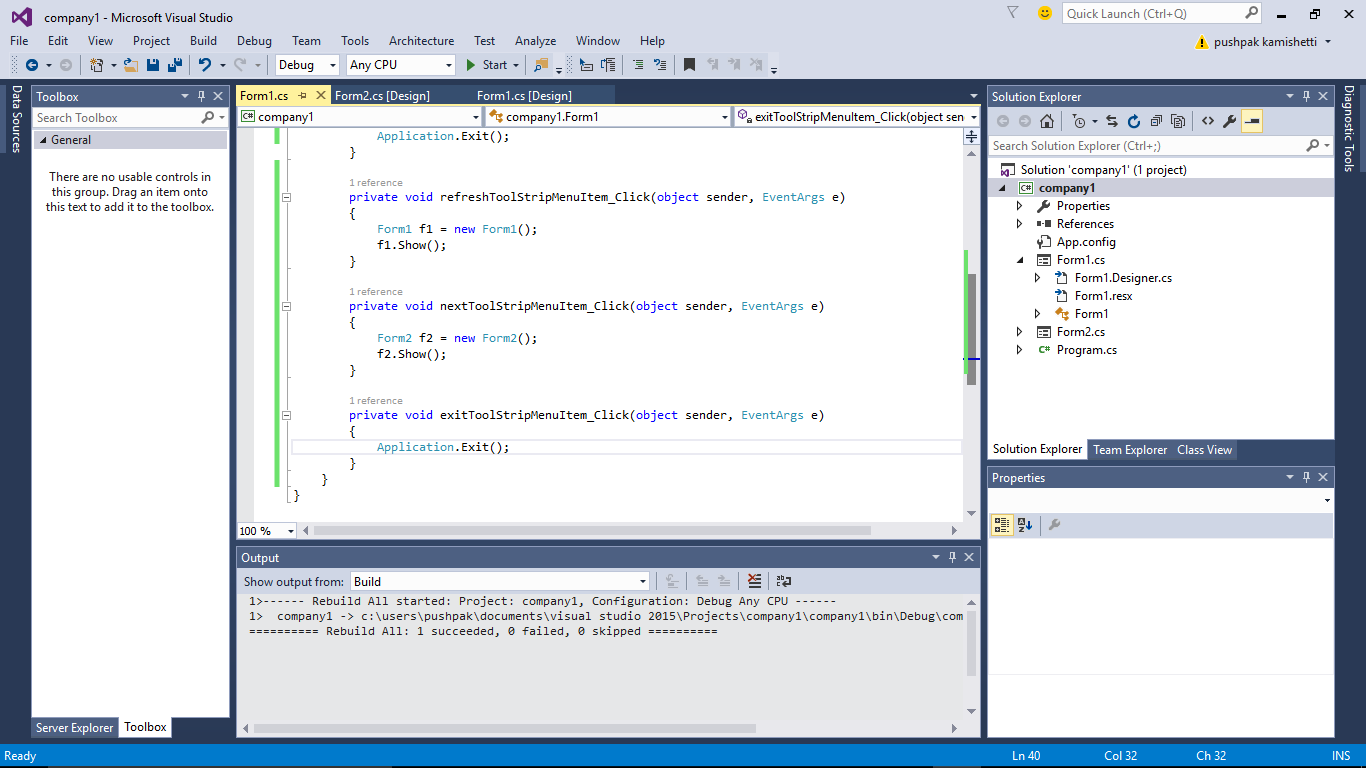 company1 - Microsoft Visual Studio
Quick Launch (Ctrl+Q)
File Edit View Project Build Debug Team Tools Architecture Test Analyze Window Help
pushpak kamishetti
Debug Any CPU Start
Data Sources
Toolbox
Search Toolbox
General
There are no usable controls in
this group. Drag an item onto
this text to add it to the toolbox.
Server Explorer Toolbox
Form1.cs Form2.cs [Design] Form1.cs [Design]
company1 company1.Form1 exitToolStripMenuItem_Click(object sen
Application.Exit();
}
1 reference
private void refreshToolStripMenuItem_Click(object sender, EventArgs e)
{
Form1 f1 = new Form1();
f1.Show();
}
1 reference
private void nextToolStripMenuItem_Click(object sender, EventArgs e)
{
Form2 f2 = new Form2();
f2.Show();
}
1 reference
private void exitToolStripMenuItem_Click(object sender, EventArgs e)
{
Application.Exit();
}
}
}
100 %
Output
Show output from: Build
1>------ Rebuild All started: Project: company1, Configuration: Debug Any CPU ------
1>  company1 -> c:\users\pushpak\documents\visual studio 2015\Projects\company1\company1\bin\Debug\com
========== Rebuild All: 1 succeeded, 0 failed, 0 skipped ==========
Solution Explorer
Search Solution Explorer (Ctrl+;)
Solution 'company1' (1 project)
C# company1
Properties
References
App.config
Form1.cs
Form1.Designer.cs
Form1.resx
Form1
Form2.cs
C# Program.cs
Solution Explorer Team Explorer Class View
Properties
Diagnostic Tools
Ready Ln 40 Col 32 Ch 32 INS